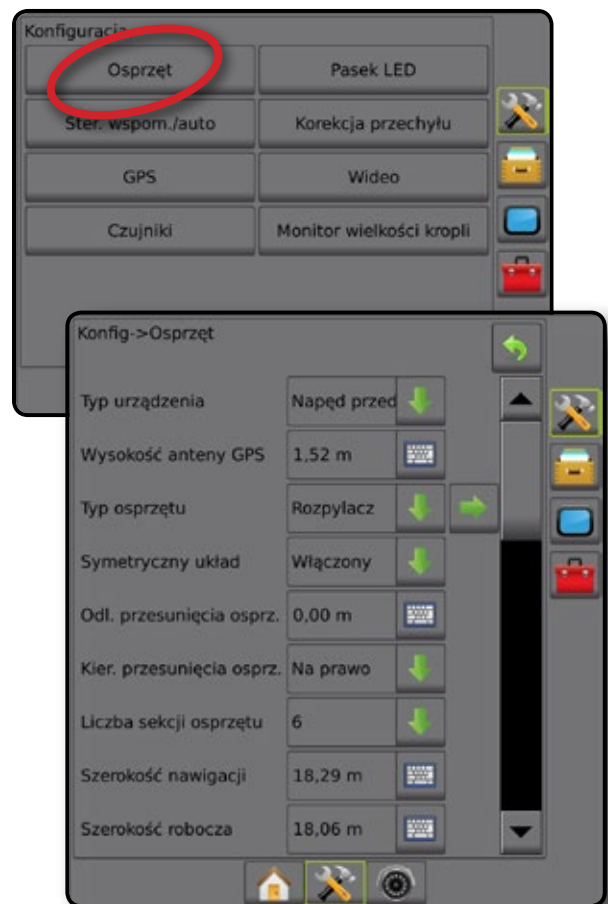 Konfiguracja
Osprzęt
Pasek LED
Ster. wspom./auto
Korekcja przechyłu
GPS
Wideo
Czujniki
Monitor wielkości kropli
Konfig->Osprzęt
Typ urządzenia Napęd przed
Wysokość anteny GPS 1,52 m
Typ osprzętu Rozpylacz
Symetryczny układ Włączony
Odl. przesunięcia osprz. 0,00 m
Kier. przesunięcia osprz. Na prawo
Liczba sekcji osprzętu 6
Szerokość nawigacji 18,29 m
Szerokość robocza 18,06 m